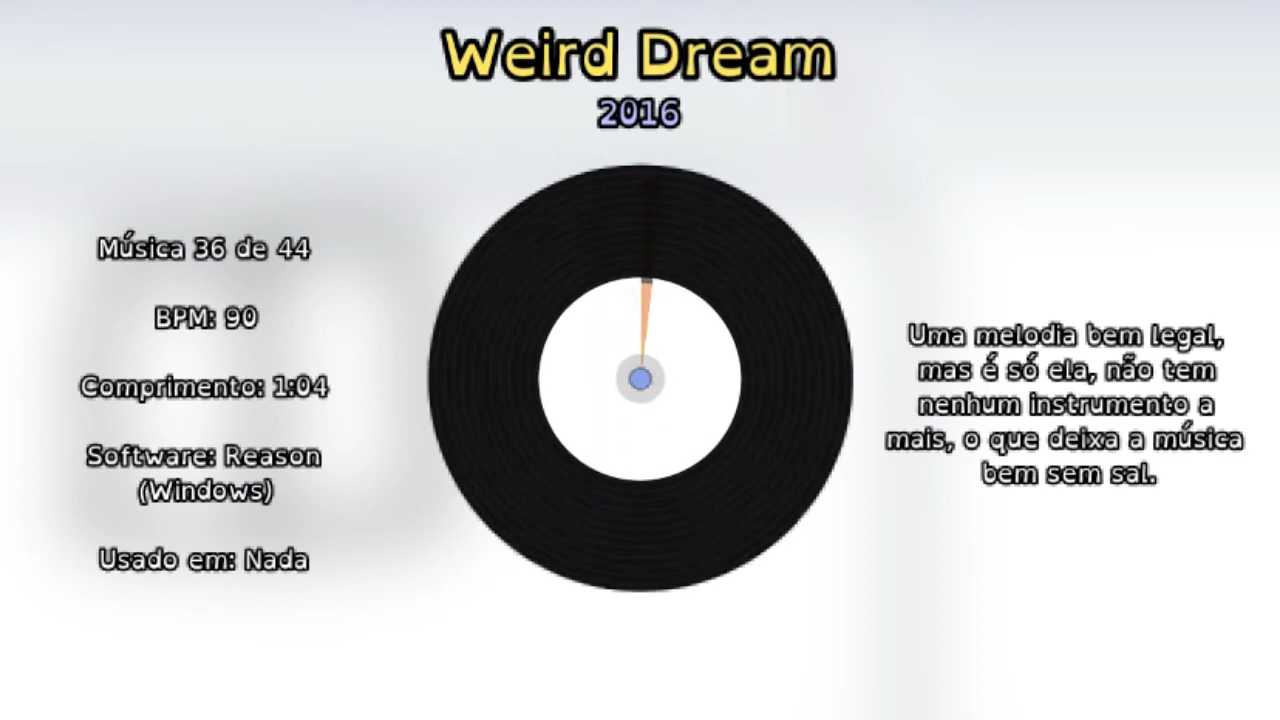 Weird Dream
2016
Música 36 de 44
BPM: 90
Comprimento: 1:04
Software: Reason
(Windows)
Usado em: Nada
Uma melodia bem legal,
mas é só ela, não tem
nenhum instrumento a
mais, o que deixa a música
bem sem sal.